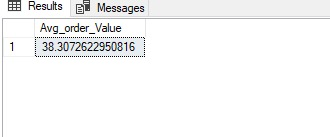 Results Messages
Avg_order_Value
1 38.3072622950816